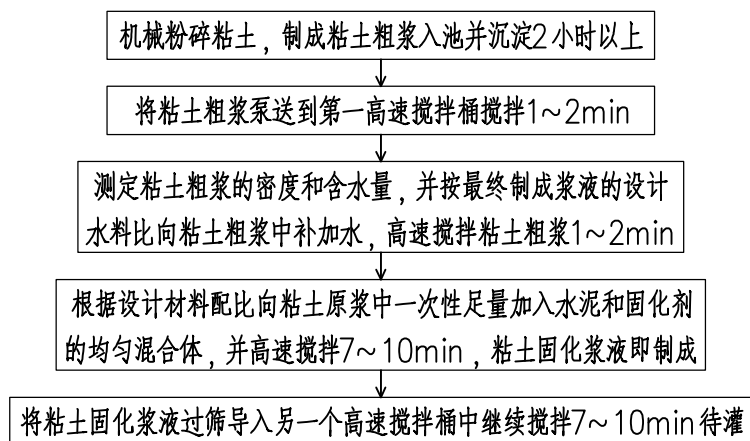 机械粉碎粘土，制成粘土粗浆入池并沉淀2小时以上
将粘土粗浆泵送到第一高速搅拌桶搅拌1~2min
测定粘土粗浆的密度和含水量，并按最终制成浆液的设计
水料比向粘土粗浆中补加水，高速搅拌粘土粗浆1~2min
根据设计材料配比向粘土原浆中一次性足量加入水泥和固化剂
的均匀混合体，并高速搅拌7~10min，粘土固化浆液即制成
将粘土固化浆液过筛导入另一个高速搅拌桶中继续搅拌7~10min待灌